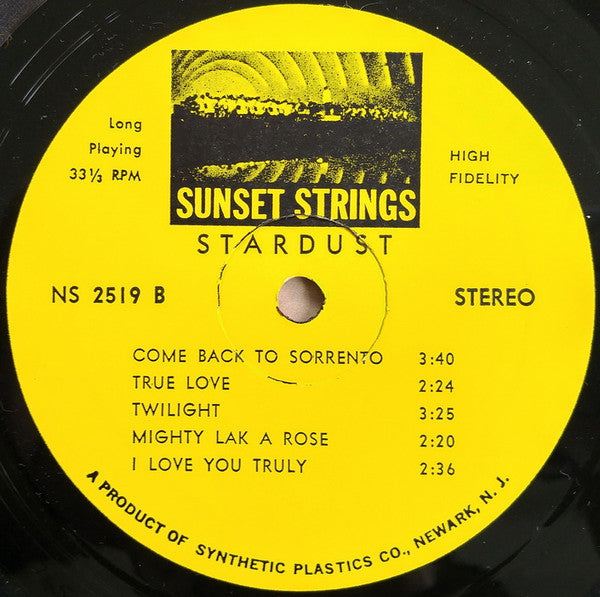 Long
Playing
33⅓ RPM
SUNSET STRINGS
HIGH
FIDELITY
STARDUST
NS 2519 B
STEREO
COME BACK TO SORRENTO 3:40
TRUE LOVE 2:24
TWILIGHT 3:25
MIGHTY LAK A ROSE 2:20
I LOVE YOU TRULY 2:36
A PRODUCT OF SYNTHETIC PLASTICS CO., NEWARK, N. J.